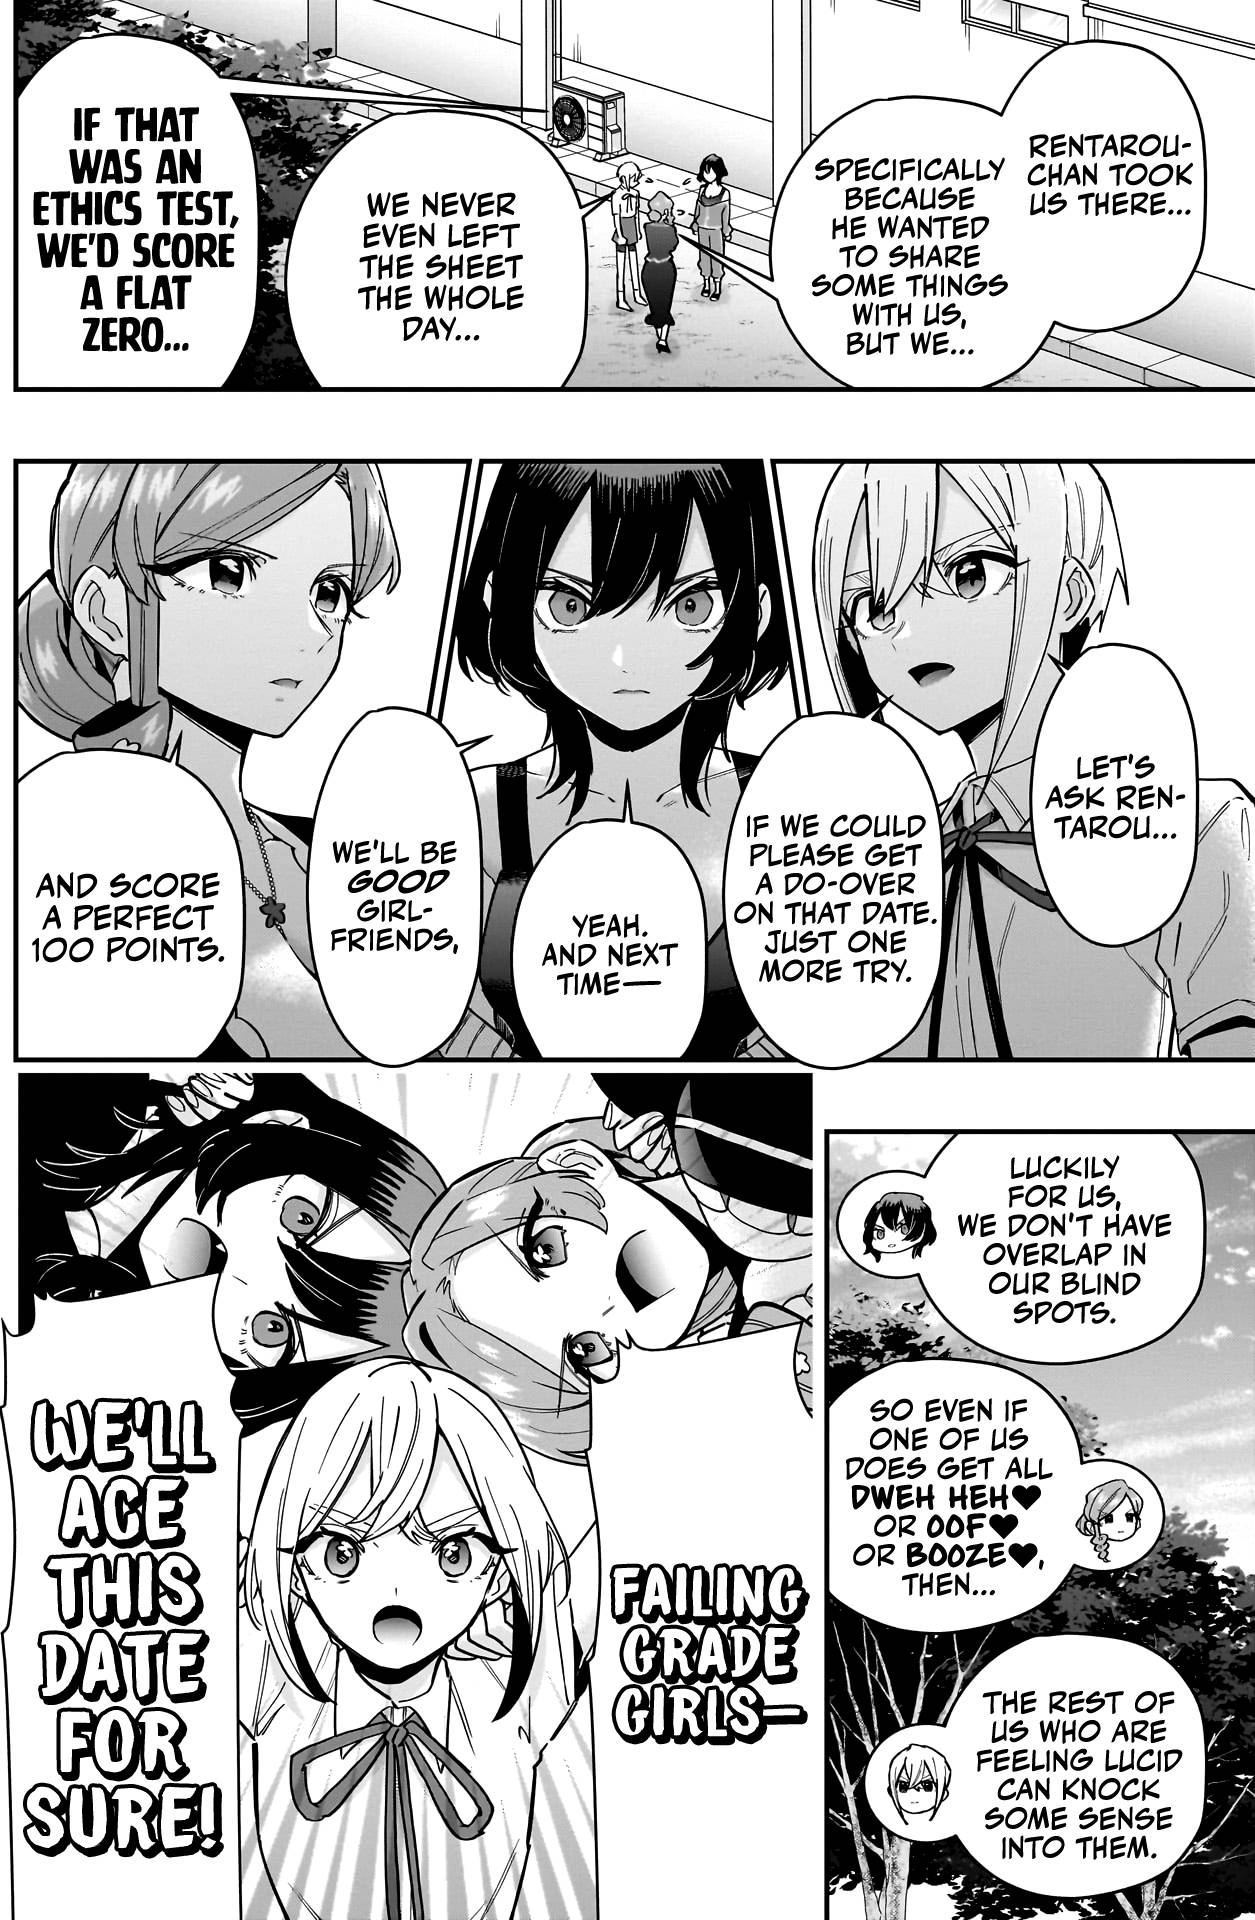 RENTAROU-
CHAN TOOK
US THERE...
SPECIFICALLY
BECAUSE
HE WANTED
TO SHARE
SOME THINGS
WITH US,
BUT WE...
WE NEVER
EVEN LEFT
THE SHEET
THE WHOLE
DAY...
IF THAT
WAS AN
ETHICS TEST,
WE'D SCORE
A FLAT
ZERO...
LET'S
ASK REN-
TAROU...
IF WE COULD
PLEASE GET
A DO-OVER
ON THAT DATE.
JUST ONE
MORE TRY.
YEAH.
AND NEXT
TIME—
WE'LL BE
GOOD
GIRL-
FRIENDS,
AND SCORE
A PERFECT
100 POINTS.
LUCKILY
FOR US,
WE DON'T HAVE
OVERLAP IN
OUR BLIND
SPOTS.
SO EVEN IF
ONE OF US
DOES GET ALL
DWEH HEH♥
OR OOF♥
OR BOOZE♥,
THEN...
THE REST OF
US WHO ARE
FEELING LUCID
CAN KNOCK
SOME SENSE
INTO THEM.
FAILING
GRADE
GIRLS—
WE'LL
ACE
THIS
DATE
FOR
SURE!